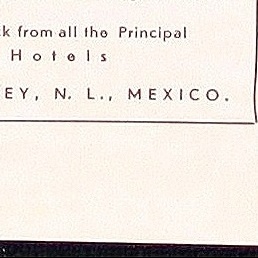 k from all the Principal
Hotels
EY, N. L., MEXICO.